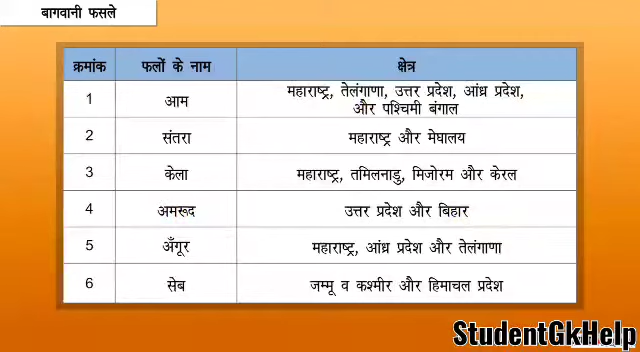 बागवानी फसले
क्रमांक फलों के नाम क्षेत्र
1 आम महाराष्ट्र, तेलंगाणा, उत्तर प्रदेश, आंध्र प्रदेश,
और पश्चिमी बंगाल
2 संतरा महाराष्ट्र और मेघालय
3 केला महाराष्ट्र, तमिलनाडु, मिजोरम और केरल
4 अमरूद उत्तर प्रदेश और बिहार
5 अँगूर महाराष्ट्र, आंध्र प्रदेश और तेलंगाणा
6 सेब जम्मू व कश्मीर और हिमाचल प्रदेश
StudentGkHelp